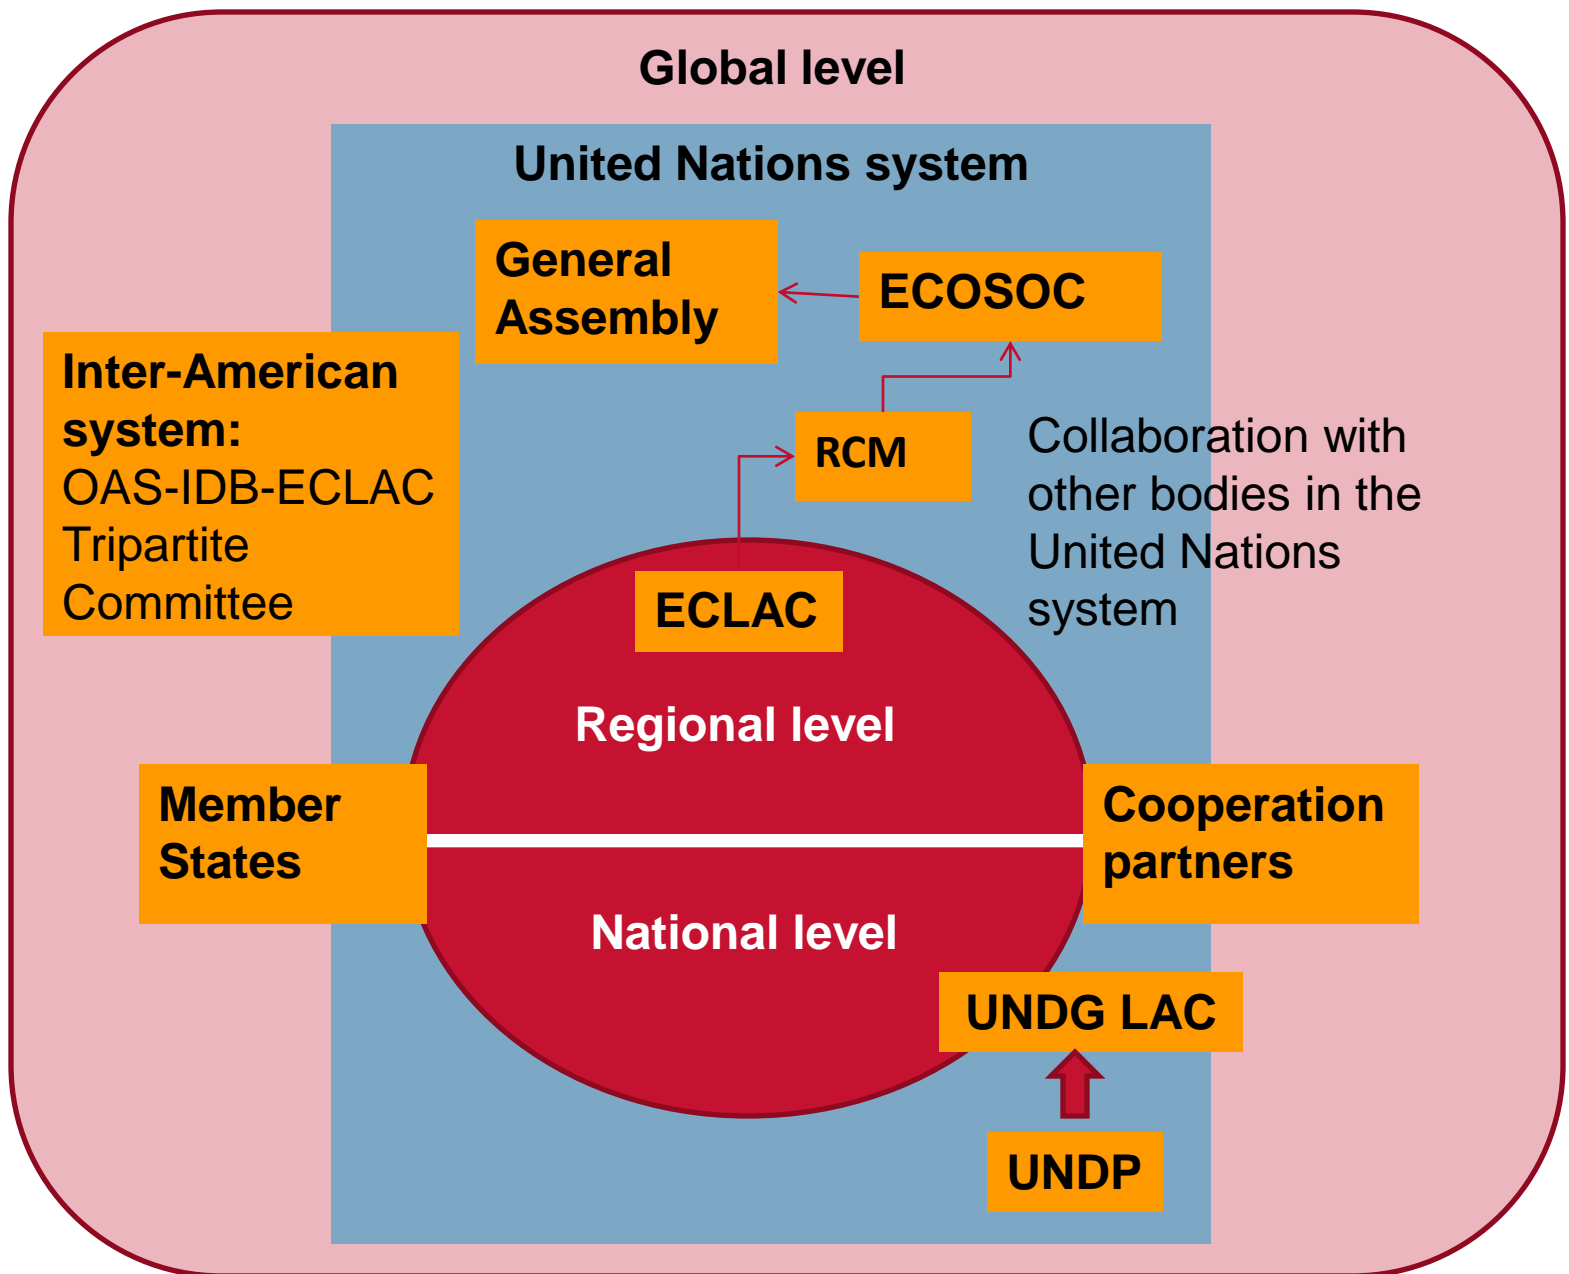 Global level
United Nations system
General
Assembly
ECOSOC
Inter-American
system:
OAS-IDB-ECLAC
Tripartite
Committee
RCM
Collaboration with
other bodies in the
United Nations
system
ECLAC
Regional level
Member
States
Cooperation
partners
National level
UNDG LAC
UNDP